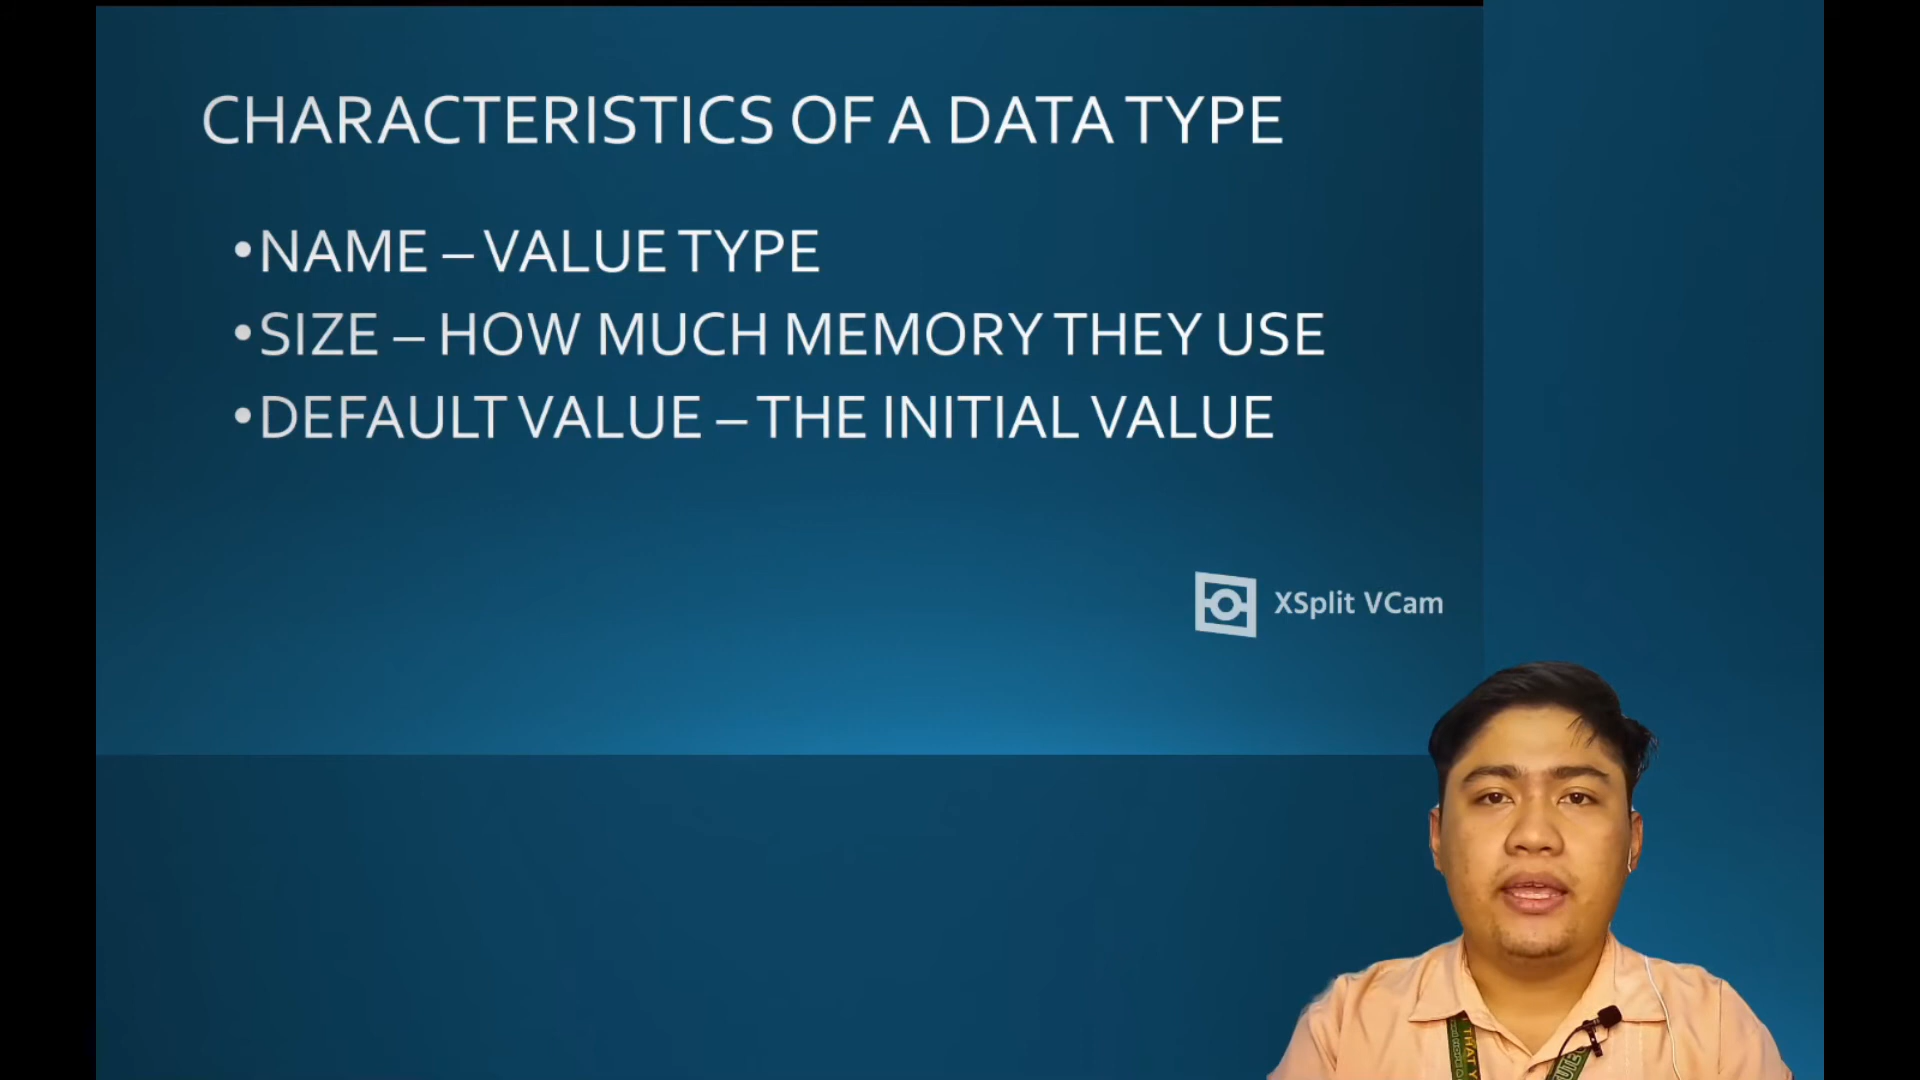 CHARACTERISTICS OF A DATA TYPE
•NAME – VALUE TYPE
•SIZE – HOW MUCH MEMORY THEY USE
•DEFAULT VALUE – THE INITIAL VALUE
XSplit VCam
THAT Y